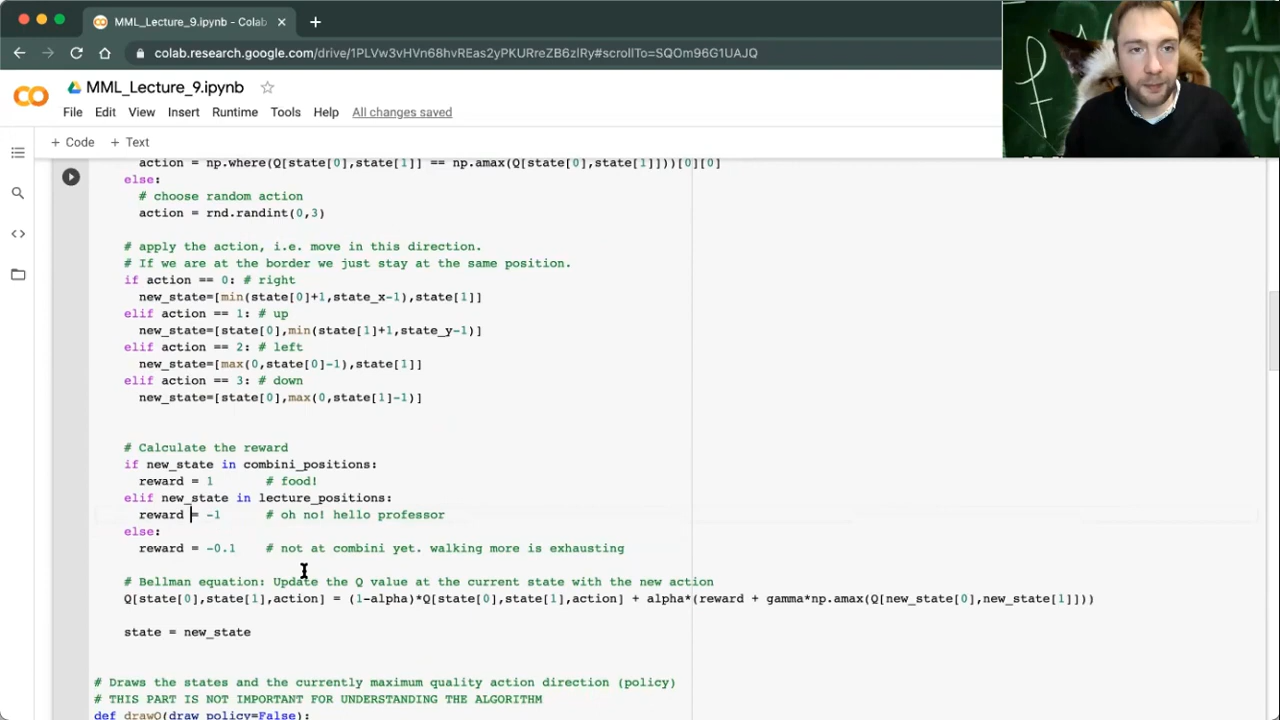 MML_Lecture_9.ipynb - Colab
colab.research.google.com/drive/1PLVw3vHVn68hvREas2yPKURreZB6zlRy#scrollTo=SQOm96G1UAJQ
MML_Lecture_9.ipynb
File Edit View Insert Runtime Tools Help All changes saved
+ Code + Text
action = np.where(Q[state[0],state[1]] == np.amax(Q[state[0],state[1]]))[0][0]
else:
# choose random action
action = rnd.randint(0,3)
# apply the action, i.e. move in this direction.
# If we are at the border we just stay at the same position.
if action == 0: # right
new_state=[min(state[0]+1,state_x-1),state[1]]
elif action == 1: # up
new_state=[state[0],min(state[1]+1,state_y-1)]
elif action == 2: # left
new_state=[max(0,state[0]-1),state[1]]
elif action == 3: # down
new_state=[state[0],max(0,state[1]-1)]
# Calculate the reward
if new_state in combini_positions:
reward = 1 # food!
elif new_state in lecture_positions:
reward = -1 # oh no! hello professor
else:
reward = -0.1 # not at combini yet. walking more is exhausting
# Bellman equation: Update the Q value at the current state with the new action
Q[state[0],state[1],action] = (1-alpha)*Q[state[0],state[1],action] + alpha*(reward + gamma*np.amax(Q[new_state[0],new_state[1]]))
state = new_state
# Draws the states and the currently maximum quality action direction (policy)
# THIS PART IS NOT IMPORTANT FOR UNDERSTANDING THE ALGORITHM
def drawQ(draw_policy=False):